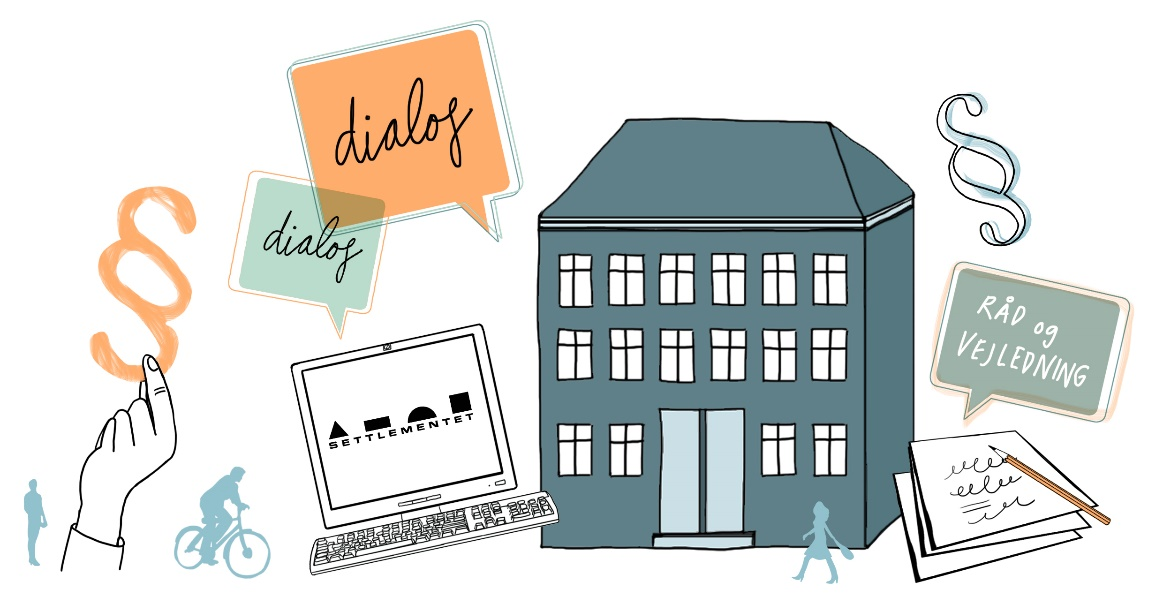 dialog
dialog
§
§
SETTLEMENTET
RÅD og
VEJLEDNING